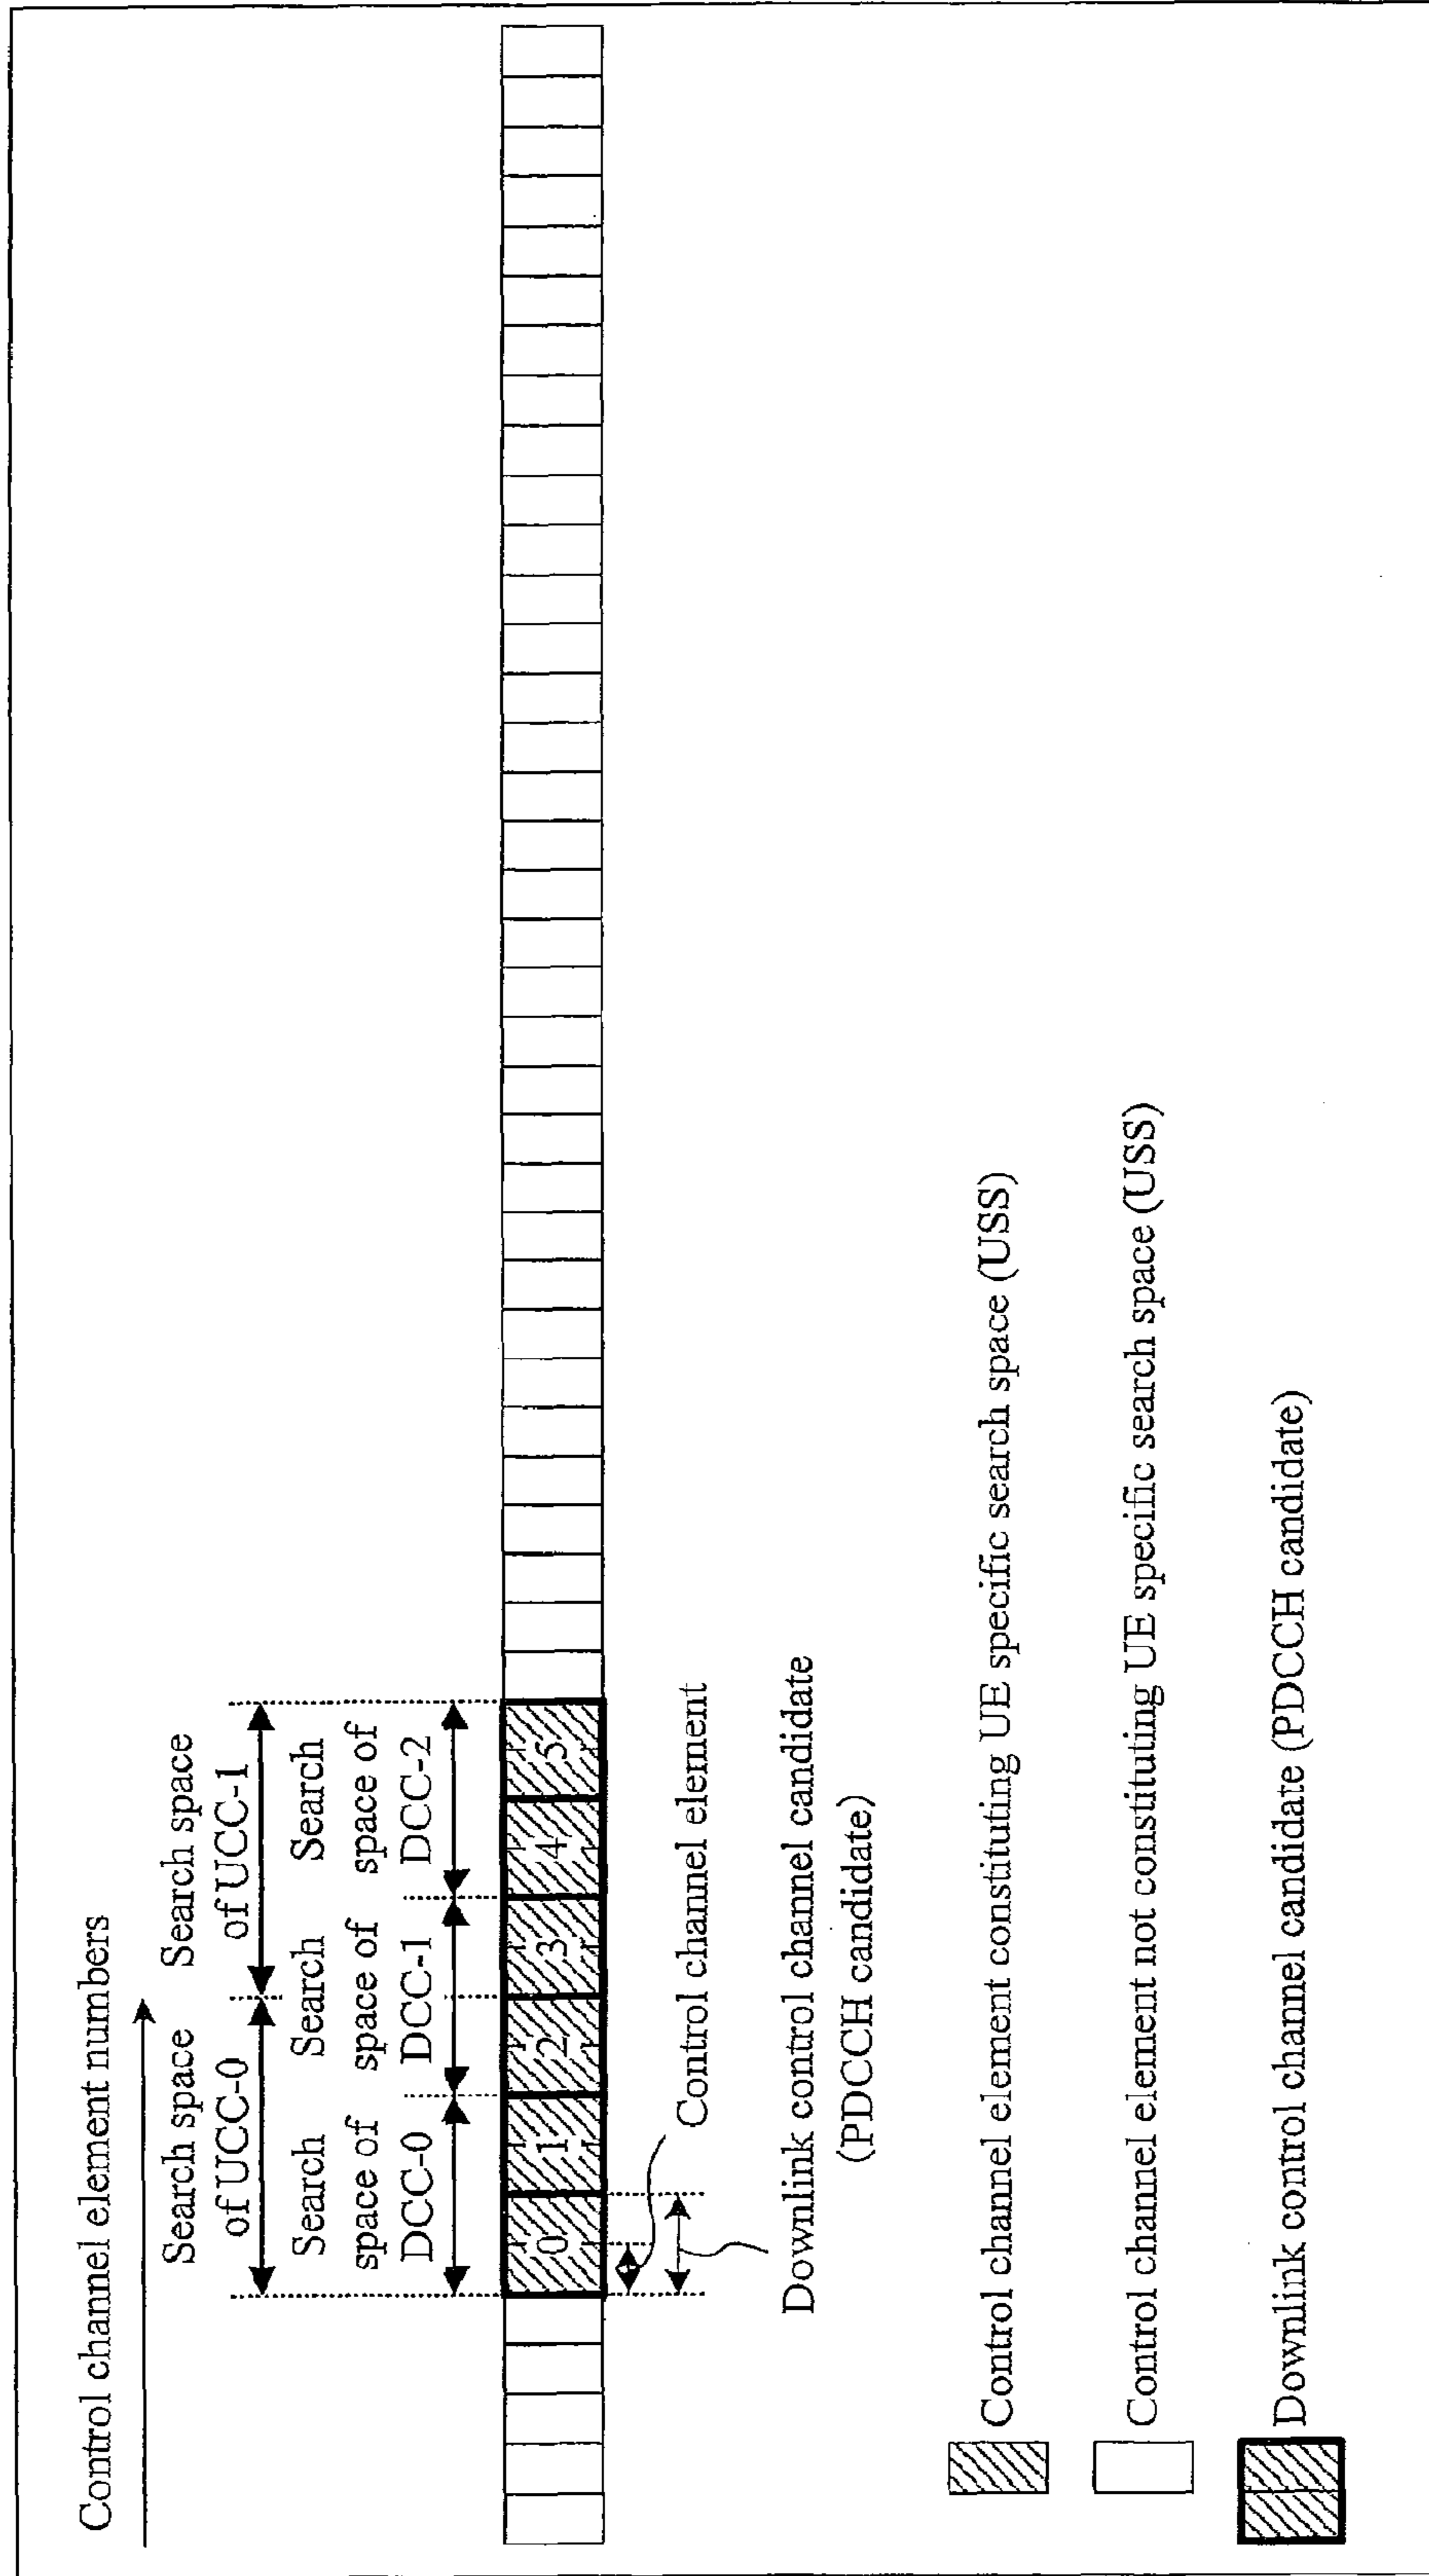 Control channel element numbers
Search space
of UCC-0
Search space
of UCC-1
Search
space of
DCC-0
Search
space of
DCC-1
Search
space of
DCC-2
0 1 2 3 4 5
Control channel element
Downlink control channel candidate
(PDCCH candidate)
Control channel element constituting UE specific search space (USS)
Control channel element not constituting UE specific search space (USS)
Downlink control channel candidate (PDCCH candidate)